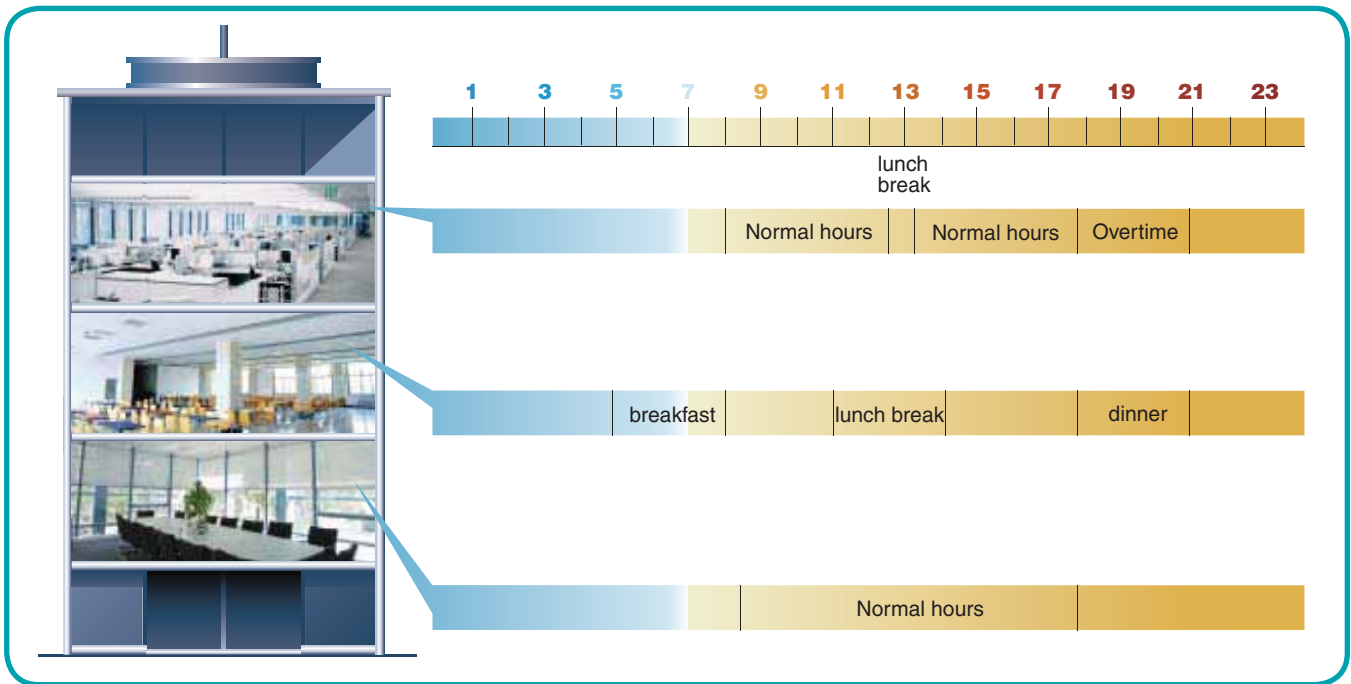 1 3 5 7 9 11 13 15 17 19 21 23
lunch
break
Normal hours Normal hours Overtime
breakfast lunch break dinner
Normal hours